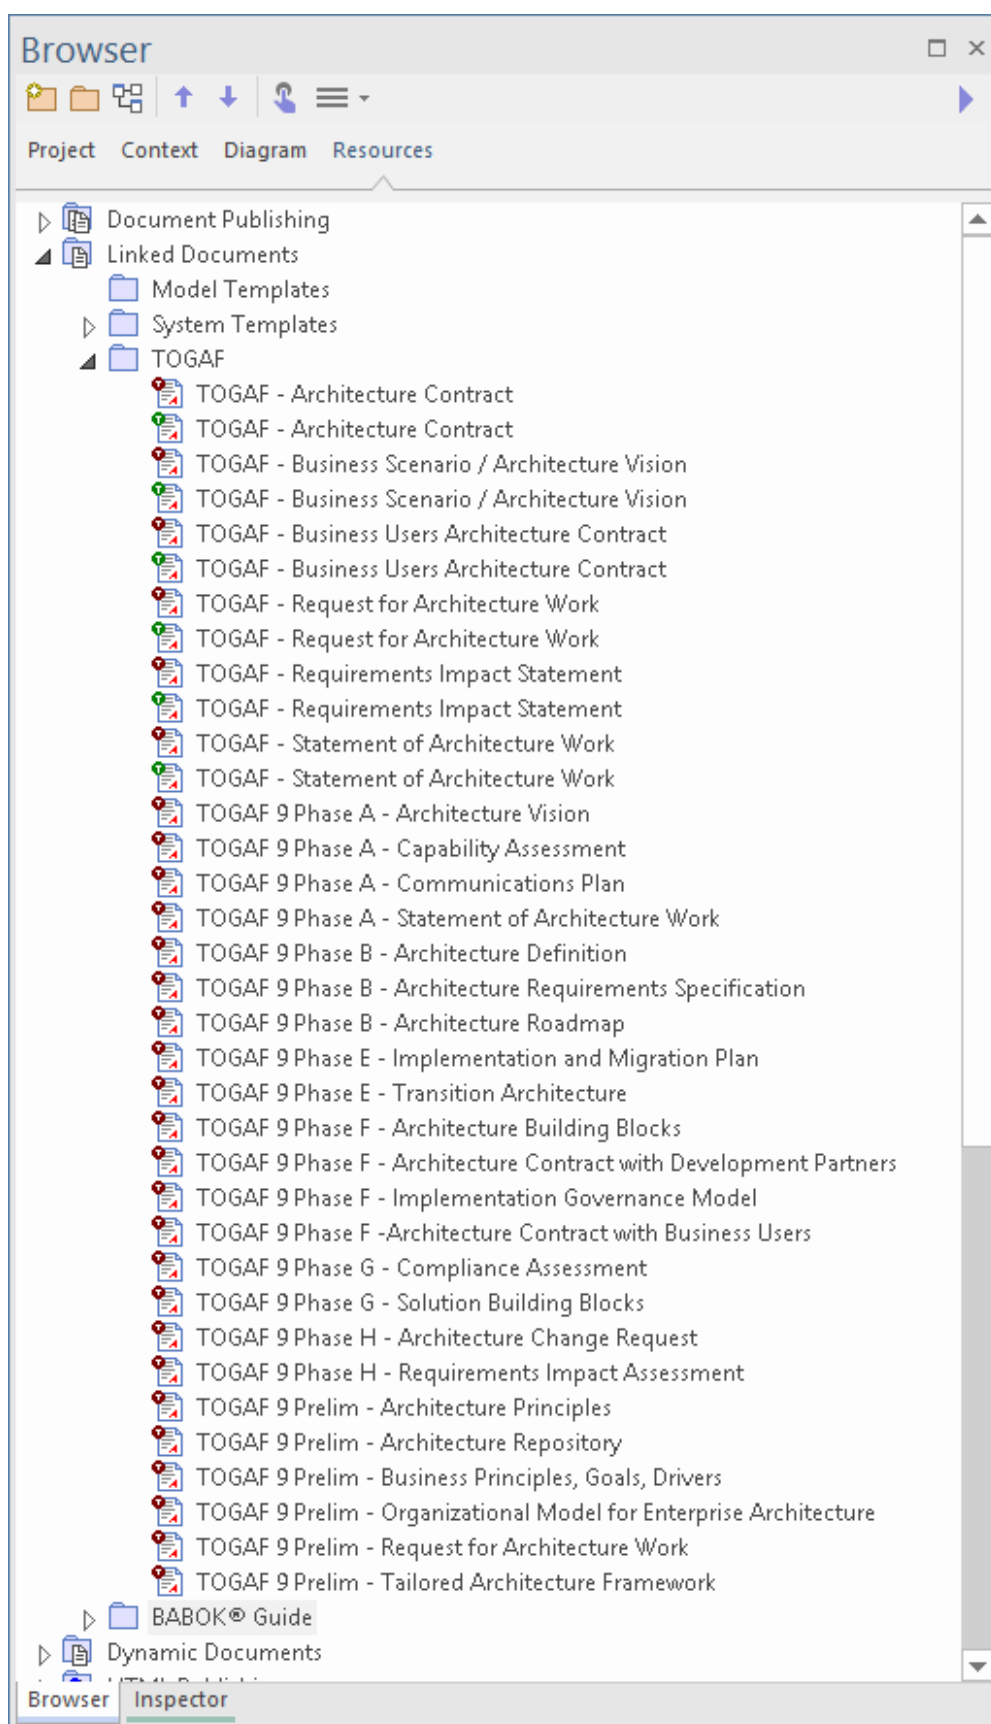 Browser
Project Context Diagram Resources
Document Publishing
Linked Documents
Model Templates
System Templates
TOGAF
TOGAF - Architecture Contract
TOGAF - Architecture Contract
TOGAF - Business Scenario / Architecture Vision
TOGAF - Business Scenario / Architecture Vision
TOGAF - Business Users Architecture Contract
TOGAF - Business Users Architecture Contract
TOGAF - Request for Architecture Work
TOGAF - Request for Architecture Work
TOGAF - Requirements Impact Statement
TOGAF - Requirements Impact Statement
TOGAF - Statement of Architecture Work
TOGAF - Statement of Architecture Work
TOGAF 9 Phase A - Architecture Vision
TOGAF 9 Phase A - Capability Assessment
TOGAF 9 Phase A - Communications Plan
TOGAF 9 Phase A - Statement of Architecture Work
TOGAF 9 Phase B - Architecture Definition
TOGAF 9 Phase B - Architecture Requirements Specification
TOGAF 9 Phase B - Architecture Roadmap
TOGAF 9 Phase E - Implementation and Migration Plan
TOGAF 9 Phase E - Transition Architecture
TOGAF 9 Phase F - Architecture Building Blocks
TOGAF 9 Phase F - Architecture Contract with Development Partners
TOGAF 9 Phase F - Implementation Governance Model
TOGAF 9 Phase F -Architecture Contract with Business Users
TOGAF 9 Phase G - Compliance Assessment
TOGAF 9 Phase G - Solution Building Blocks
TOGAF 9 Phase H - Architecture Change Request
TOGAF 9 Phase H - Requirements Impact Assessment
TOGAF 9 Prelim - Architecture Principles
TOGAF 9 Prelim - Architecture Repository
TOGAF 9 Prelim - Business Principles, Goals, Drivers
TOGAF 9 Prelim - Organizational Model for Enterprise Architecture
TOGAF 9 Prelim - Request for Architecture Work
TOGAF 9 Prelim - Tailored Architecture Framework
BABOK® Guide
Dynamic Documents
Browser Inspector